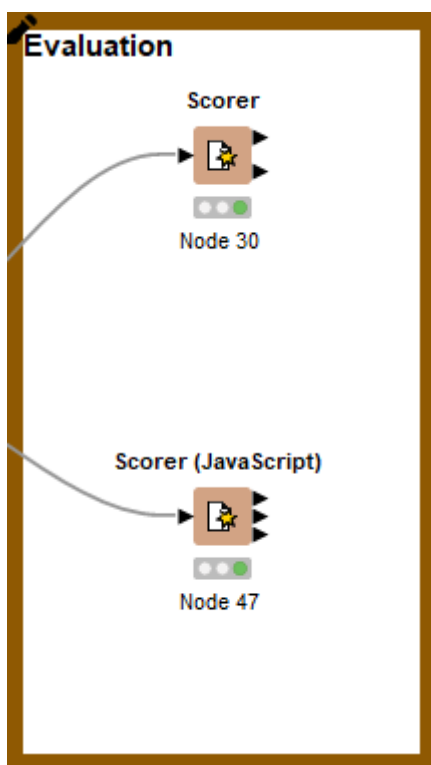 Evaluation
Scorer
Node 30
Scorer (JavaScript)
Node 47